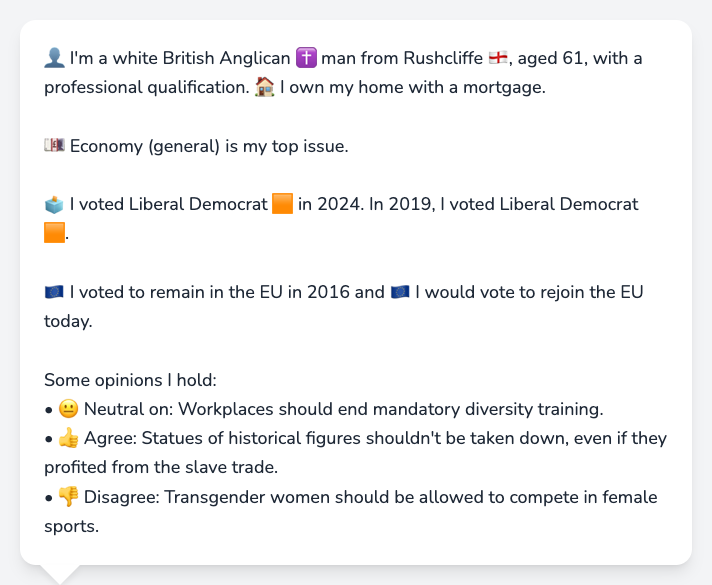 👤 I'm a white British Anglican ✝️ man from Rushcliffe 🏴󠁧󠁢󠁥󠁮󠁧󠁿, aged 61, with a
professional qualification. 🏠 I own my home with a mortgage.
💷 Economy (general) is my top issue.
🗳️ I voted Liberal Democrat 🟧 in 2024. In 2019, I voted Liberal Democrat
🟧.
🇪🇺 I voted to remain in the EU in 2016 and 🇪🇺 I would vote to rejoin the EU
today.
Some opinions I hold:
• 😐 Neutral on: Workplaces should end mandatory diversity training.
• 👍 Agree: Statues of historical figures shouldn't be taken down, even if they
profited from the slave trade.
• 👎 Disagree: Transgender women should be allowed to compete in female
sports.